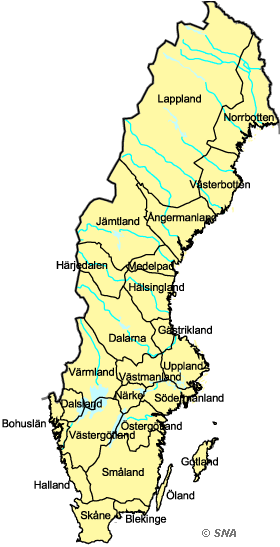 Lappland
Norrbotten
Västerbotten
Ångermanland
Jämtland
Härjedalen
Medelpad
Hälsingland
Gästrikland
Dalarna
Uppland
Värmland
Västmanland
Närke
Södermanland
Dalsland
Bohuslän
Östergötland
Västergötland
Gotland
Småland
Halland
Öland
Skåne
Blekinge
© SNA